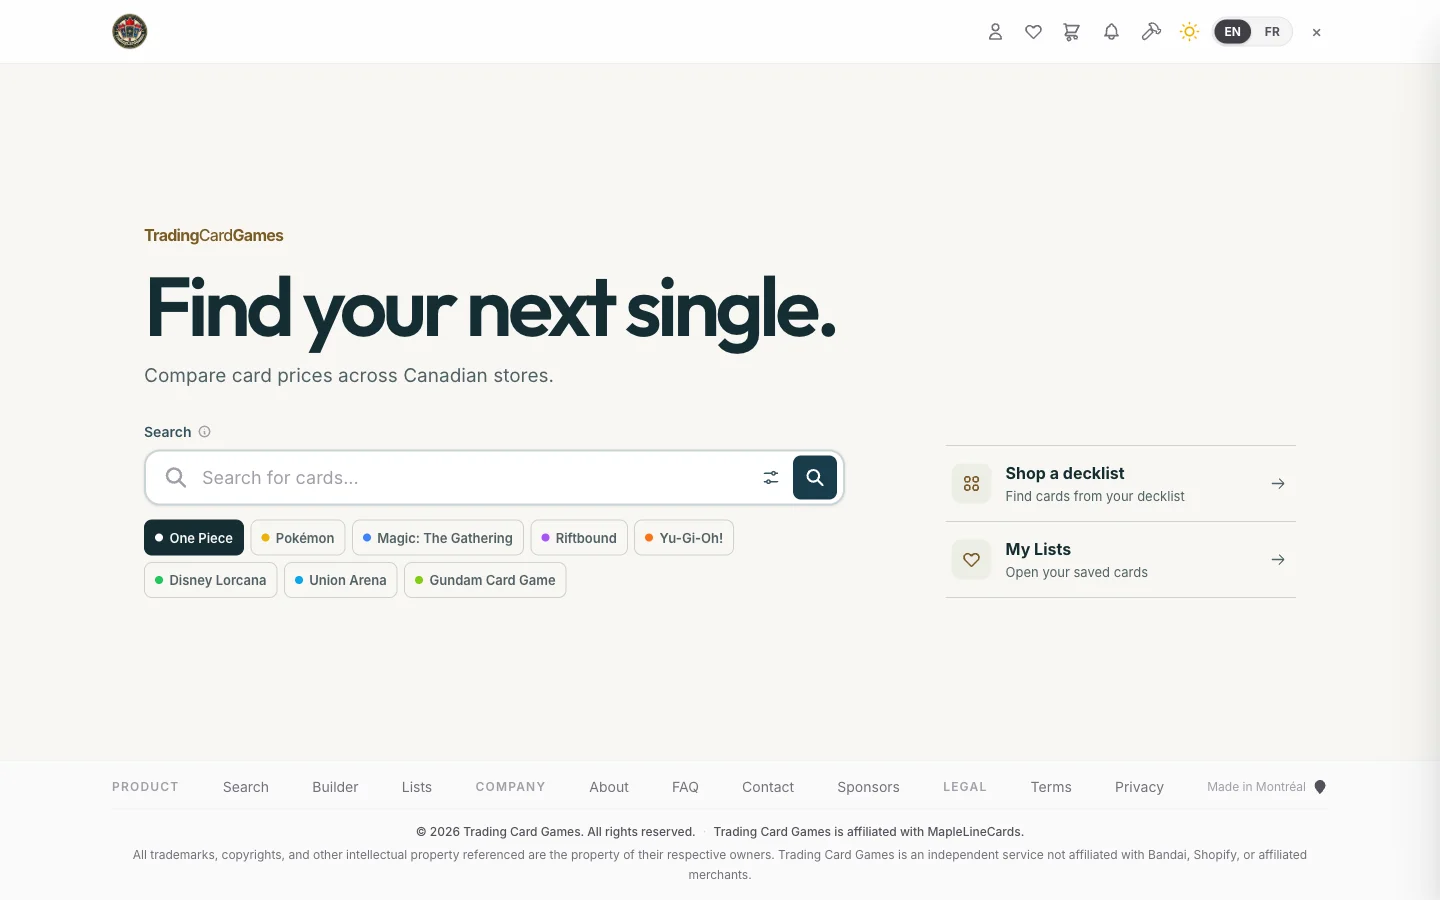 EN FR ×
TradingCardGames
Find your next single.
Compare card prices across Canadian stores.
Search
Search for cards...
One Piece Pokémon Magic: The Gathering Riftbound Yu-Gi-Oh!
Disney Lorcana Union Arena Gundam Card Game
Shop a decklist
Find cards from your decklist
My Lists
Open your saved cards
PRODUCT Search Builder Lists COMPANY About FAQ Contact Sponsors LEGAL Terms Privacy Made in Montréal
© 2026 Trading Card Games. All rights reserved. · Trading Card Games is affiliated with MapleLineCards.
All trademarks, copyrights, and other intellectual property referenced are the property of their respective owners. Trading Card Games is an independent service not affiliated with Bandai, Shopify, or affiliated
merchants.